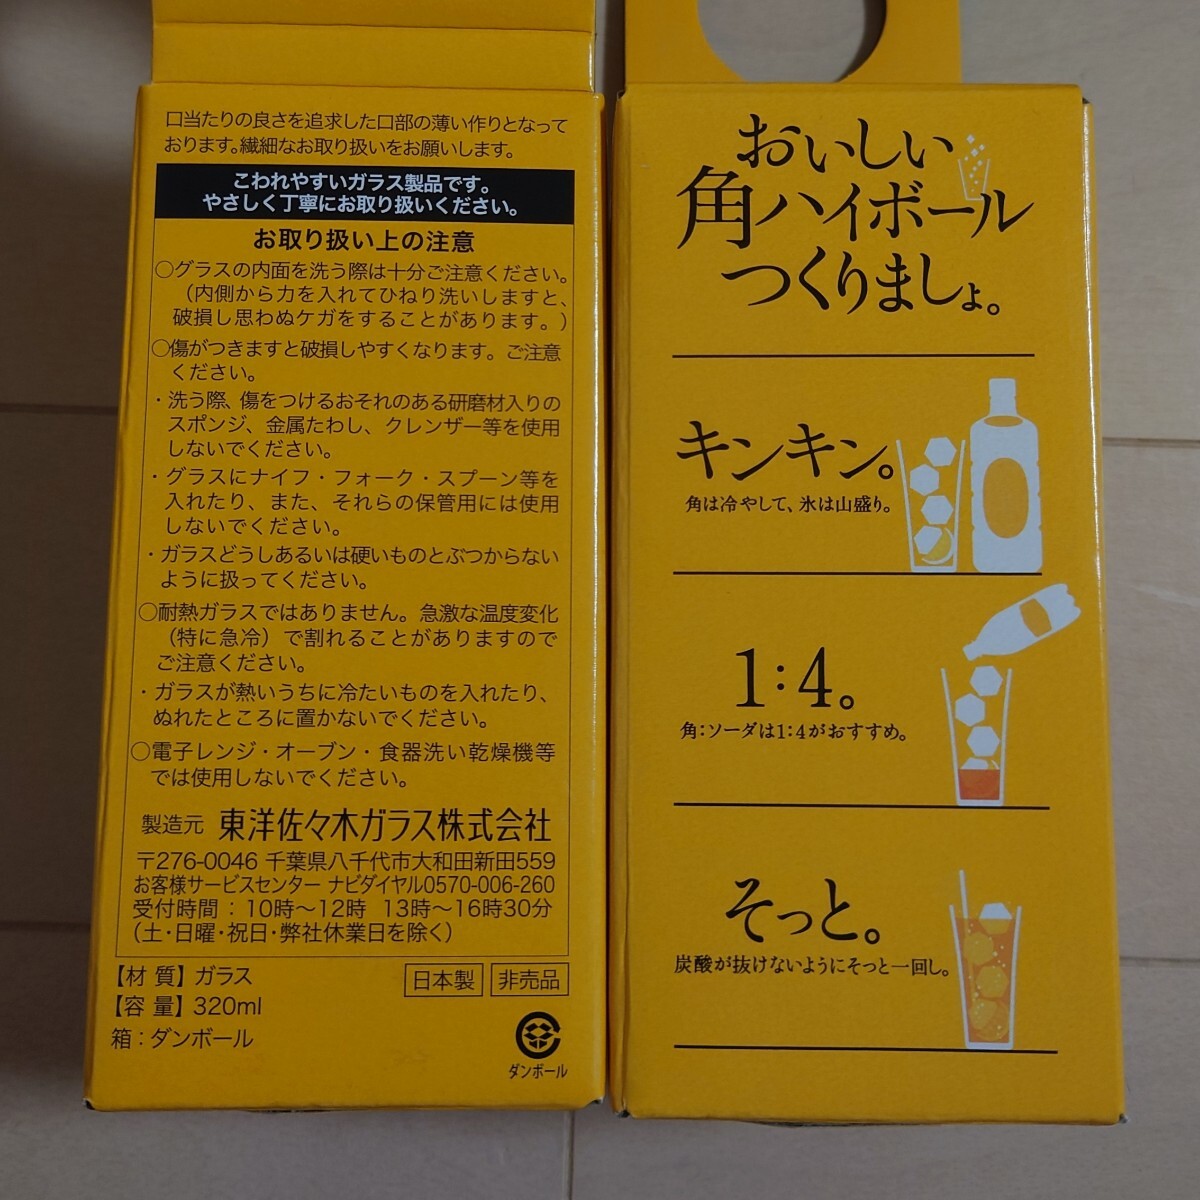 口当たりの良さを追求した口部の薄い作りとなって
おります。繊細なお取り扱いをお願いします。
こわれやすいガラス製品です。
やさしく丁寧にお取り扱いください。
お取り扱い上の注意
○グラスの内面を洗う際は十分ご注意ください。
（内側から力を入れてひねり洗いしますと、
破損し思わぬケガをすることがあります。）
○傷がつきますと破損しやすくなります。ご注意
ください。
・洗う際、傷をつけるおそれのある研磨材入りの
スポンジ、金属たわし、クレンザー等を使用
しないでください。
・グラスにナイフ・フォーク・スプーン等を
入れたり、また、それらの保管用には使用
しないでください。
・ガラスどうしあるいは硬いものとぶつからない
ように扱ってください。
○耐熱ガラスではありません。急激な温度変化
（特に急冷）で割れることがありますので
ご注意ください。
・ガラスが熱いうちに冷たいものを入れたり、
ぬれたところに置かないでください。
○電子レンジ・オーブン・食器洗い乾燥機等
では使用しないでください。
製造元 東洋佐々木ガラス株式会社
〒276-0046 千葉県八千代市大和田新田559
お客様サービスセンター ナビダイヤル0570-006-260
受付時間：10時〜12時 13時〜16時30分
（土・日曜・祝日・弊社休業日を除く）
【材 質】ガラス 日本製 非売品
【容 量】320ml
箱：ダンボール
ダンボール
おいしい
角ハイボール
つくりましょ。
キンキン。
角は冷やして、氷は山盛り。
1:4。
角：ソーダは1:4がおすすめ。
そっと。
炭酸が抜けないようにそっと一回し。